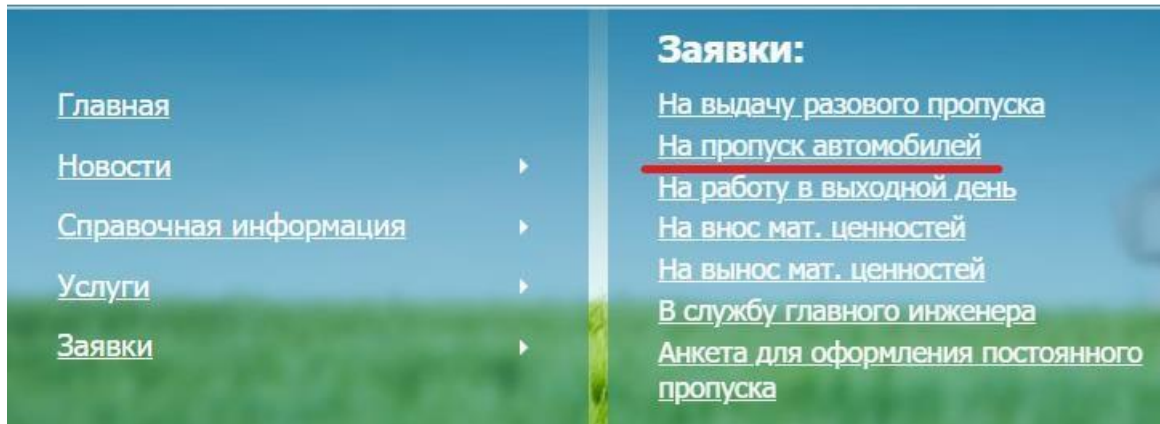 Главная
Новости
Справочная информация
Услуги
Заявки
Заявки:
На выдачу разового пропуска
На пропуск автомобилей
На работу в выходной день
На внос мат. ценностей
На вынос мат. ценностей
В службу главного инженера
Анкета для оформления постоянного
пропуска